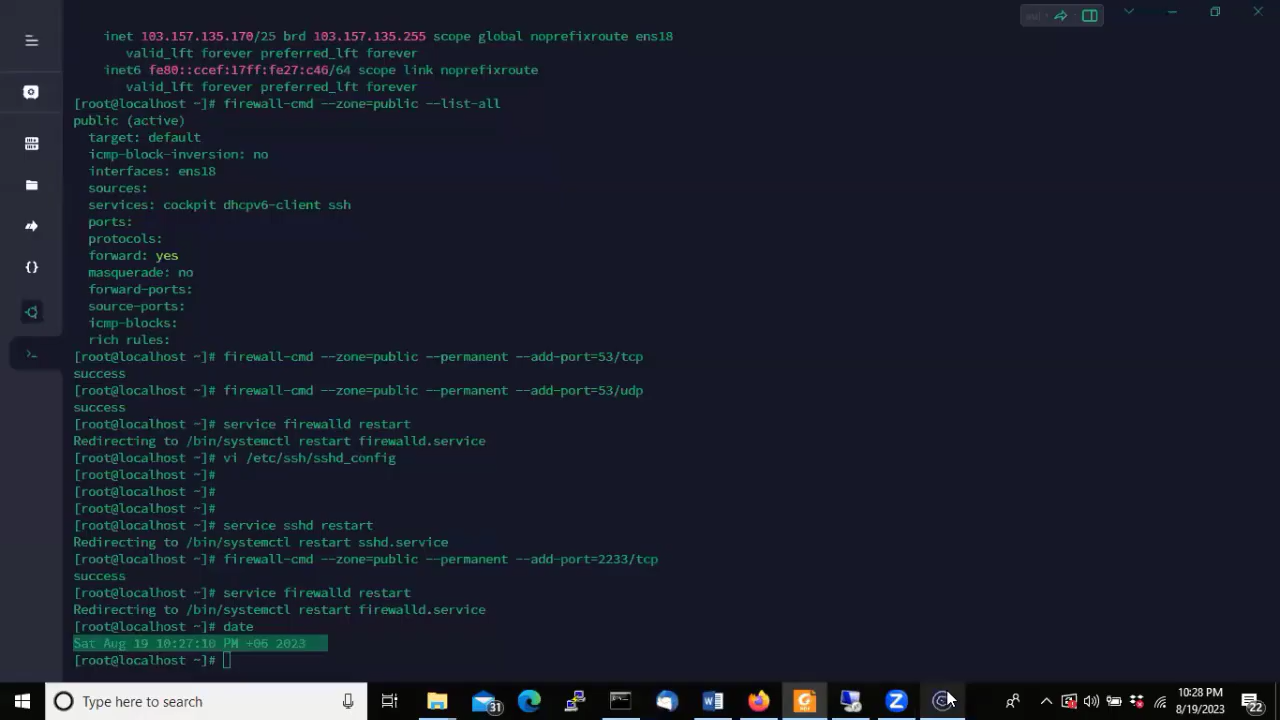 inet 103.157.135.170/25 brd 103.157.135.255 scope global noprefixroute ens18
valid_lft forever preferred_lft forever
inet6 fe80::ccef:17ff:fe27:c46/64 scope link noprefixroute
valid_lft forever preferred_lft forever
[root@localhost ~]# firewall-cmd --zone=public --list-all
public (active)
target: default
icmp-block-inversion: no
interfaces: ens18
sources:
services: cockpit dhcpv6-client ssh
ports:
protocols:
forward: yes
masquerade: no
forward-ports:
source-ports:
icmp-blocks:
rich rules:
[root@localhost ~]# firewall-cmd --zone=public --permanent --add-port=53/tcp
success
[root@localhost ~]# firewall-cmd --zone=public --permanent --add-port=53/udp
success
[root@localhost ~]# service firewalld restart
Redirecting to /bin/systemctl restart firewalld.service
[root@localhost ~]# vi /etc/ssh/sshd_config
[root@localhost ~]#
[root@localhost ~]#
[root@localhost ~]#
[root@localhost ~]# service sshd restart
Redirecting to /bin/systemctl restart sshd.service
[root@localhost ~]# firewall-cmd --zone=public --permanent --add-port=2233/tcp
success
[root@localhost ~]# service firewalld restart
Redirecting to /bin/systemctl restart firewalld.service
[root@localhost ~]# date
Sat Aug 19 10:27:10 PM +06 2023
[root@localhost ~]#
Type here to search
31
10:28 PM
8/19/2023
22